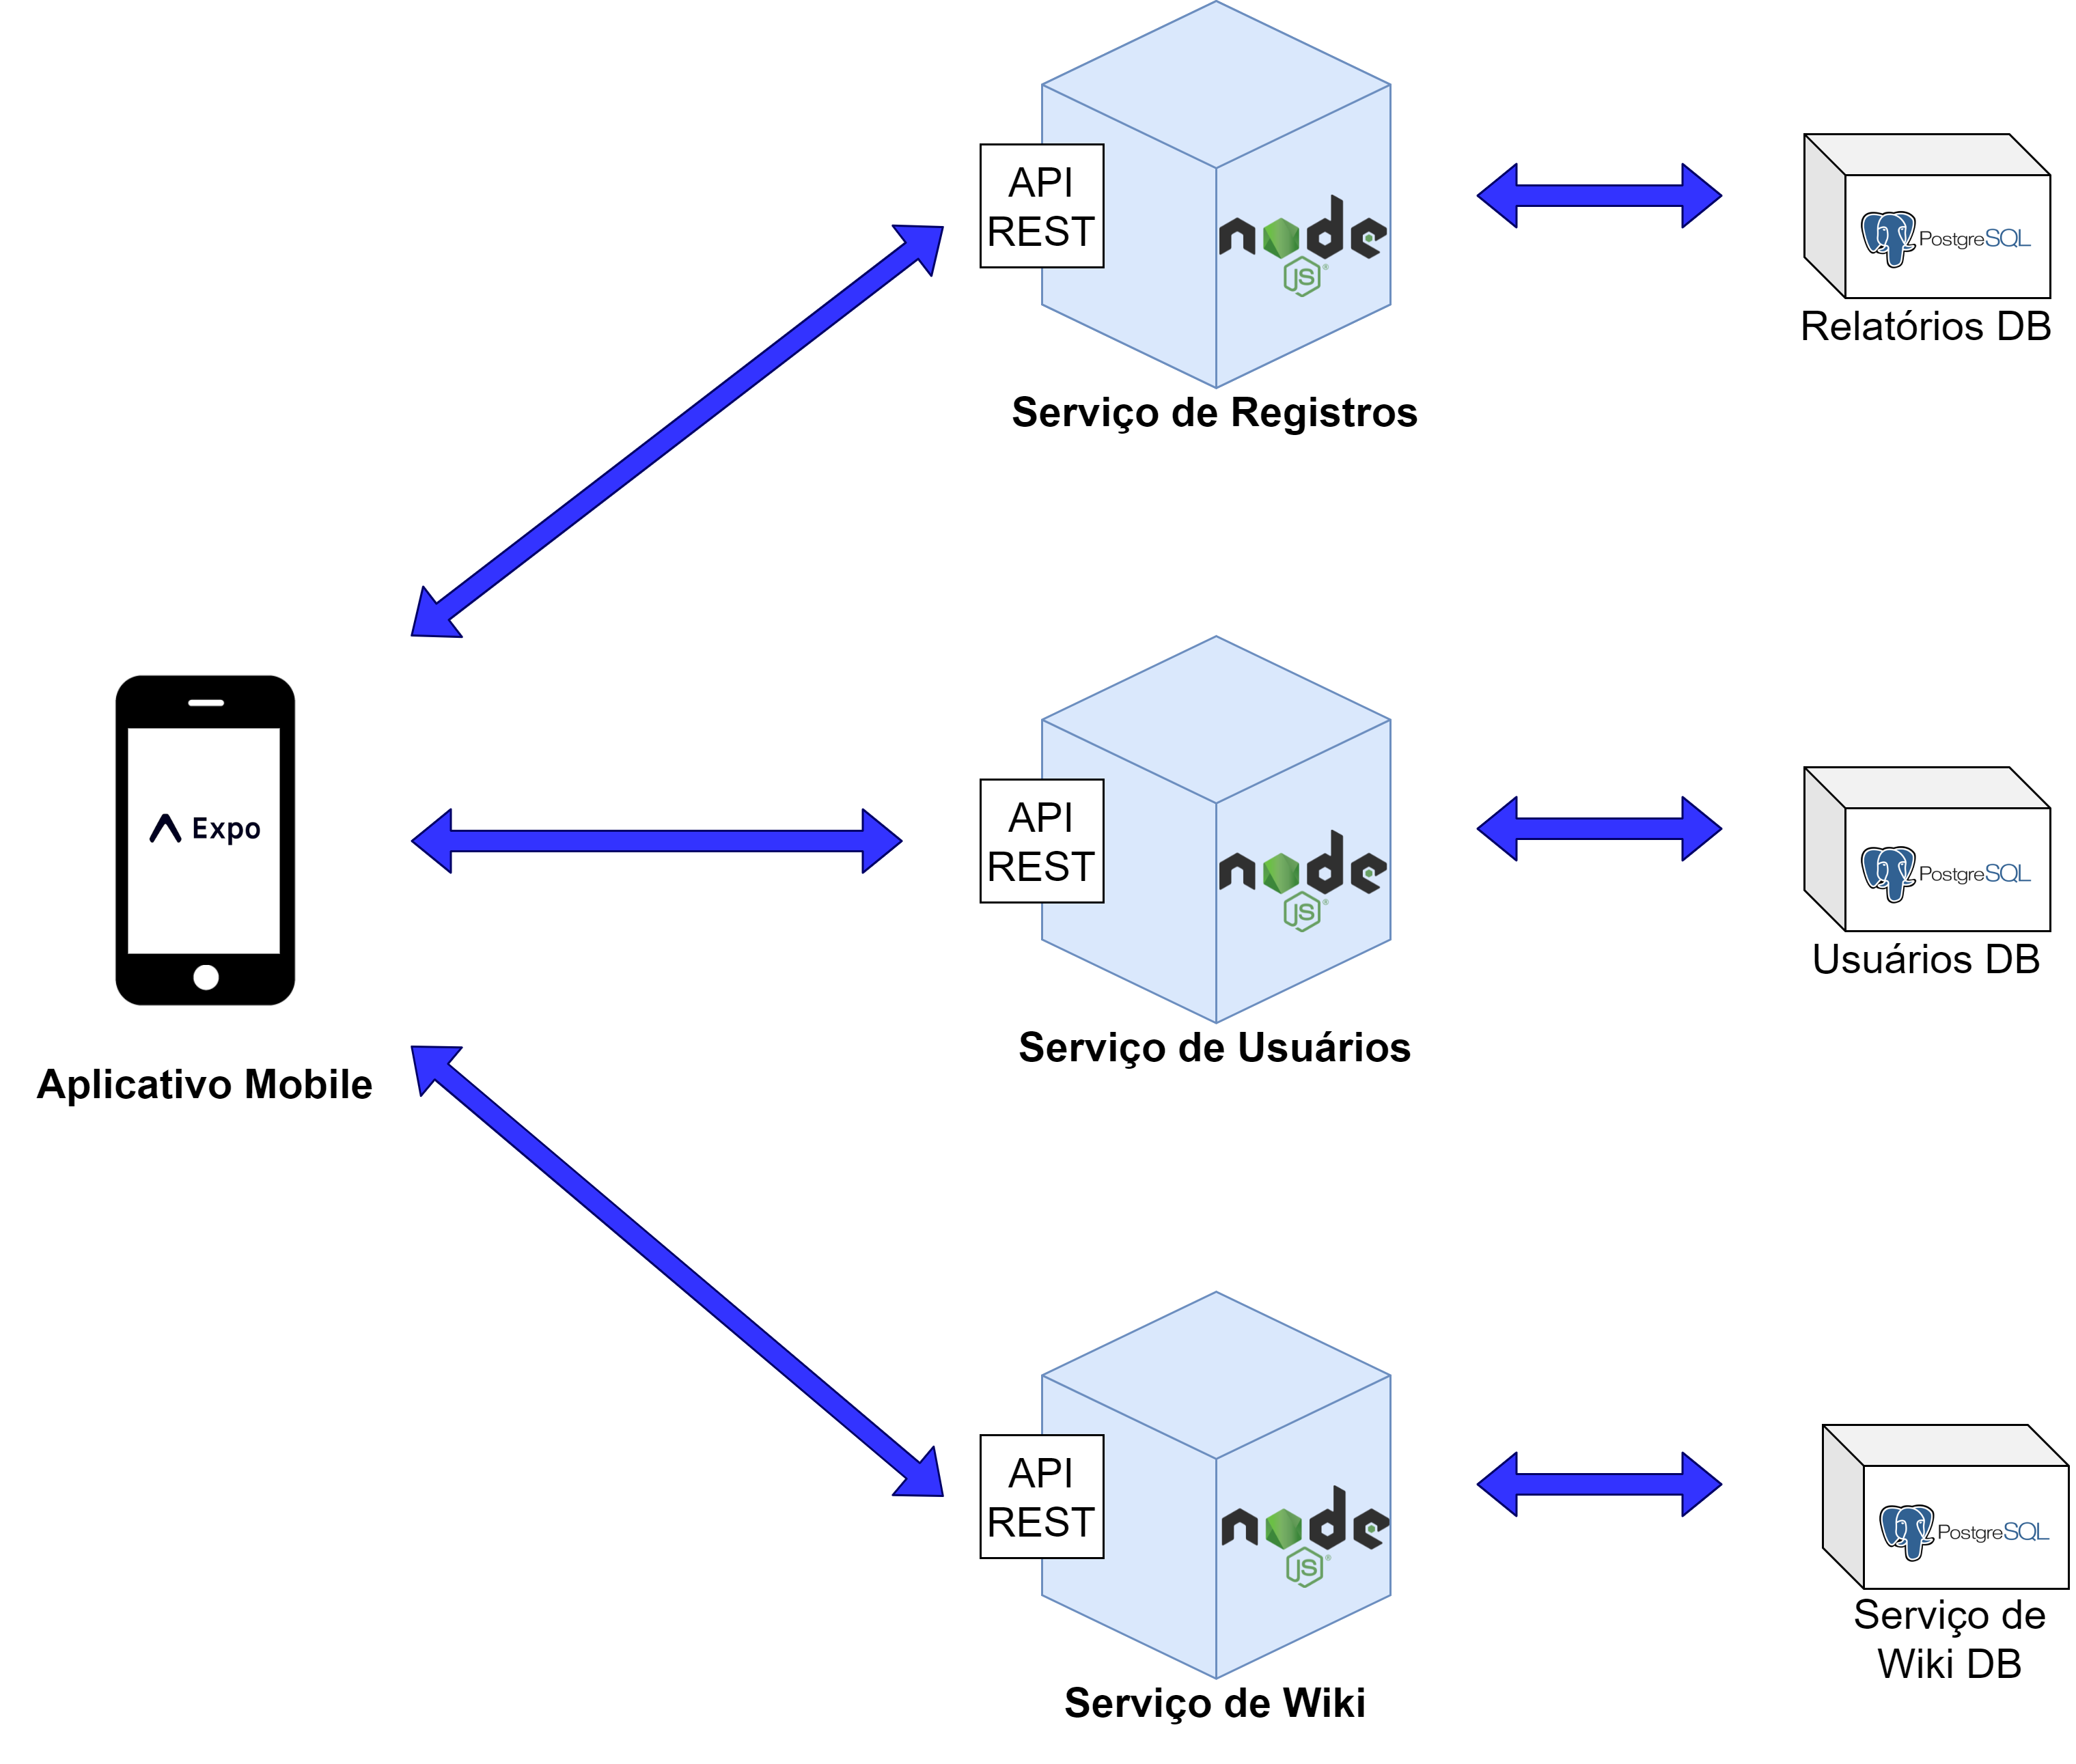 API
REST
node
JS
®
Serviço de Registros
PostgreSQL
Relatórios DB
Expo
Aplicativo Mobile
API
REST
node
JS
®
Serviço de Usuários
PostgreSQL
Usuários DB
API
REST
node
JS
®
Serviço de Wiki
PostgreSQL
Serviço de
Wiki DB